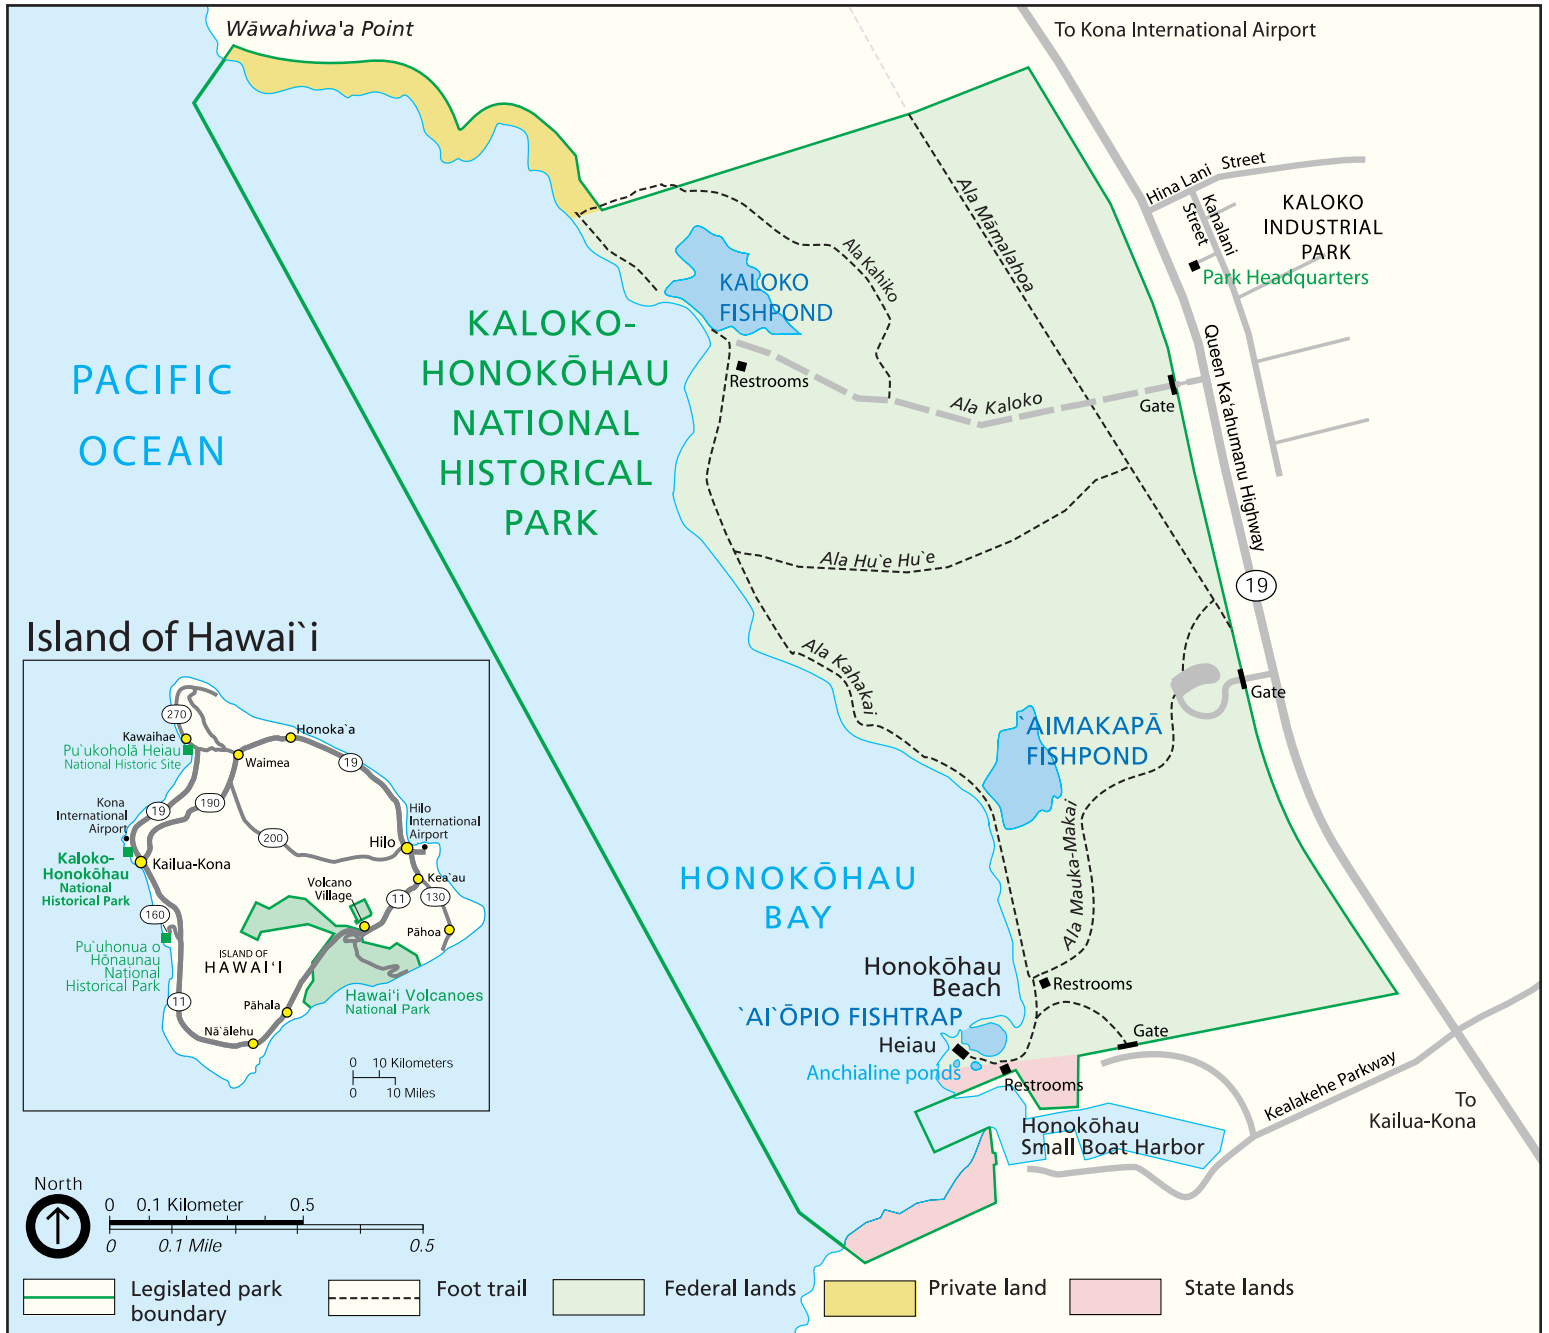 Wāwahiwa'a Point
To Kona International Airport
Hina Lani Street
Kanalani
Street
KALOKO
INDUSTRIAL
PARK
Park Headquarters
Ala Māmalahoa
Ala Kahiko
KALOKO
FISHPOND
KALOKO-
HONOKŌHAU
NATIONAL
HISTORICAL
PARK
PACIFIC
OCEAN
Restrooms
Ala Kaloko
Gate
Queen Ka‘ahumanu Highway
19
Ala Hu`e Hu`e
Ala Kahakai
Gate
`AIMAKAPĀ
FISHPOND
Ala Mauka-Makai
HONOKŌHAU
BAY
Honokōhau
Beach
Restrooms
`AI`ŌPIO FISHTRAP
Heiau
Gate
Anchialine ponds
Restrooms
Kealakehe Parkway
To
Kailua-Kona
Honokōhau
Small Boat Harbor
Island of Hawai`i
270
Kawaihae
Honoka`a
Pu`ukoholā Heiau
National Historic Site
Waimea
19
Kona
International
Airport
19
190
200
Hilo
International
Airport
Hilo
Kaloko-
Honokōhau
National
Historical Park
Kailua-Kona
Volcano
Village
Kea`au
11
130
160
Pāhoa
Pu`uhonua o
Hōnaunau
National
Historical Park
ISLAND OF
HAWAI‘I
11
Pāhala
Hawai‘i Volcanoes
National Park
Nā`ālehu
0 10 Kilometers
0 10 Miles
North
0 0.1 Kilometer 0.5
0 0.1 Mile 0.5
Legislated park
boundary
Foot trail
Federal lands
Private land
State lands